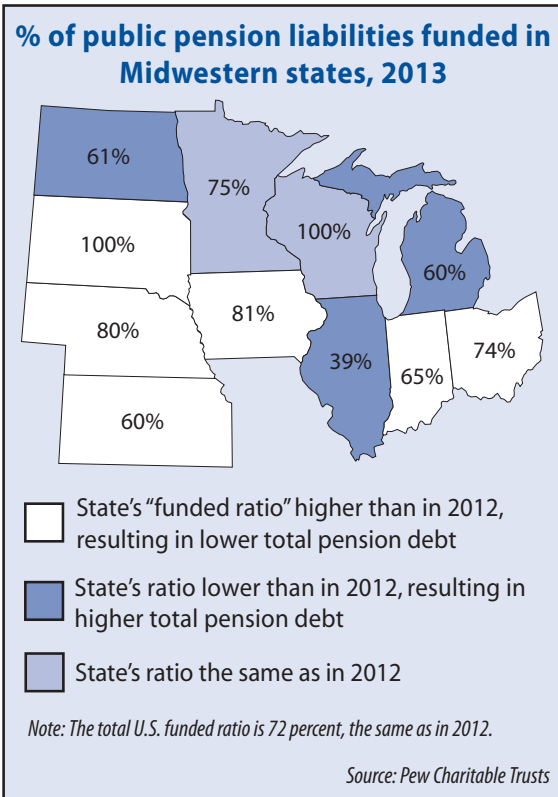 % of public pension liabilities funded in
Midwestern states, 2013
61%
75%
100%
100%
60%
80%
81%
39%
65%
74%
60%
State’s “funded ratio” higher than in 2012,
resulting in lower total pension debt
State’s ratio lower than in 2012, resulting in
higher total pension debt
State’s ratio the same as in 2012
Note: The total U.S. funded ratio is 72 percent, the same as in 2012.
Source: Pew Charitable Trusts